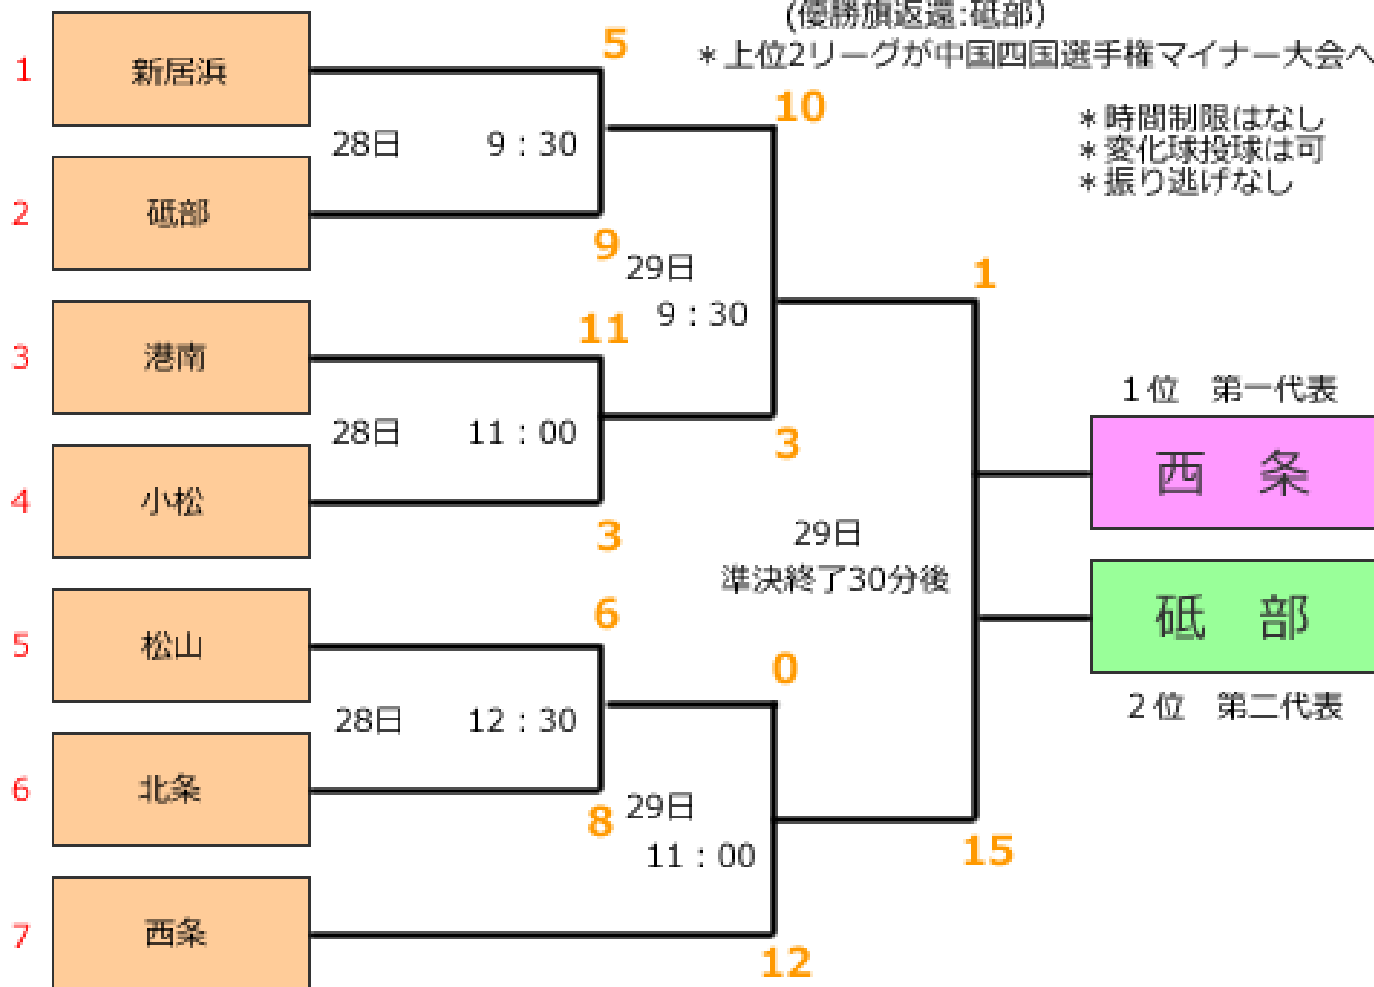 (優勝旗返還:砥部)
＊上位2リーグが中国四国選手権マイナー大会へ
＊時間制限はなし
＊変化球投球は可
＊振り逃げなし
1 新居浜
5
28日 9：30
10
2 砥部
9
29日
9：30
1
3 港南
11
28日 11：00
3
4 小松
3
29日
準決終了30分後
1位 第一代表
西 条
砥 部
2位 第二代表
5 松山
6
28日 12：30
0
6 北条
8
29日
11：00
15
7 西条
12